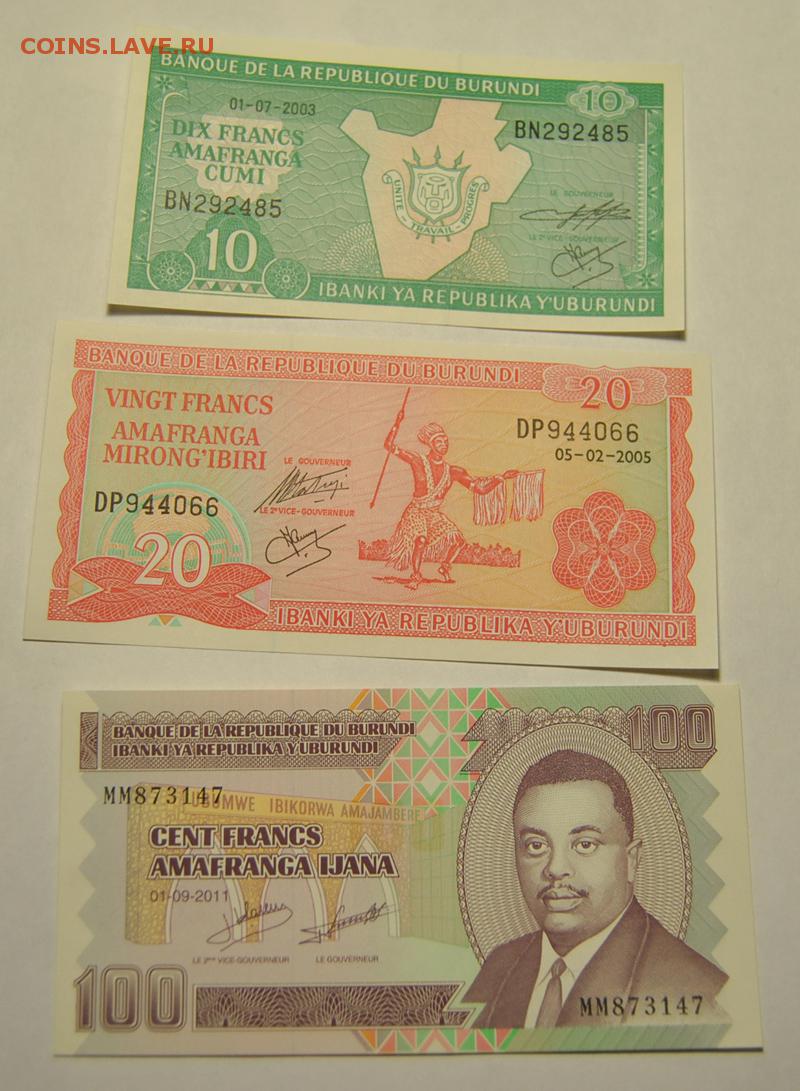 COINS.LAVE.RU
BANQUE DE LA REPUBLIQUE DU BURUNDI
10
01-07-2003
BN292485
DIX FRANCS
AMAFRANGA
CUMI
BN292485
UNITE - TRAVAIL - PROGRES
LE GOUVERNEUR
LE 2e VICE-GOUVERNEUR
10
IBANKI YA REPUBLIKA Y'UBURUNDI
BANQUE DE LA REPUBLIQUE DU BURUNDI
20
VINGT FRANCS
AMAFRANGA
MIRONG'IBIRI
DP944066
05-02-2005
LE GOUVERNEUR
DP944066
LE 2e VICE-GOUVERNEUR
20
IBANKI YA REPUBLIKA Y'UBURUNDI
BANQUE DE LA REPUBLIQUE DU BURUNDI
IBANKI YA REPUBLIKA Y'UBURUNDI
100
MM873147
IBIKORWA AMAJAMBERE
CENT FRANCS
AMAFRANGA IJANA
01-09-2011
LE 2ème VICE-GOUVERNEUR
LE GOUVERNEUR
100
MM873147